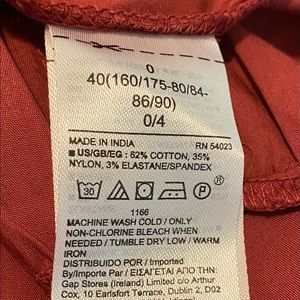 0
40(160/175-80/84-
86/90)
0/4
MADE IN INDIA RN 54023
■ US/GB/EG : 62% COTTON, 35%
NYLON, 3% ELASTANE/SPANDEX
30
1166
MACHINE WASH COLD / ONLY
NON-CHLORINE BLEACH WHEN
NEEDED / TUMBLE DRY LOW / WARM
IRON
DISTRIBUIDO POR / Imported
By/Importe Par / ΕΙΣΑΓΕΤΑΙ ΑΠΟ ΤΗΝ:
Gap Stores (Ireland) Limited c/o Arthur
Cox, 10 Earlsfort Terrace, Dublin, D02